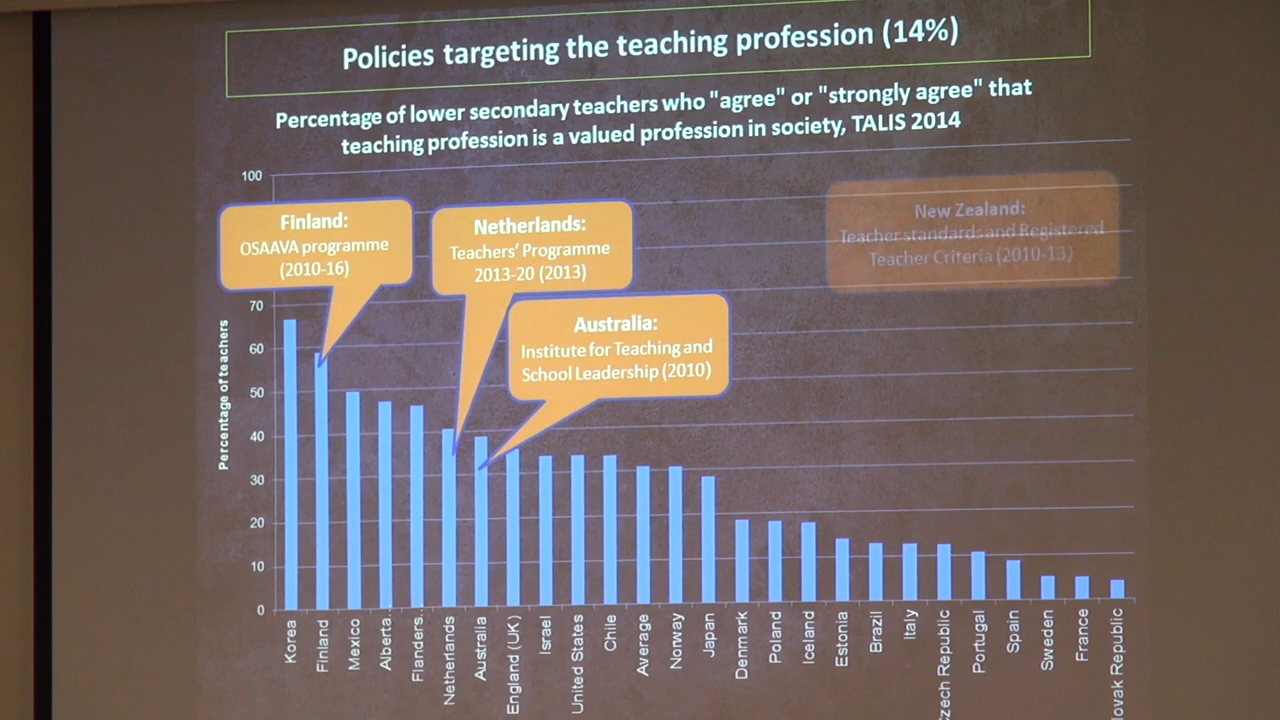 Policies targeting the teaching profession (14%)
Percentage of lower secondary teachers who "agree" or "strongly agree" that
teaching profession is a valued profession in society, TALIS 2014
100
Finland:
OSAAVA programme
(2010-16)
Netherlands:
Teachers' Programme
2013-20 (2013)
New Zealand:
Teacher standards and Registered
Teacher Criteria (2010-13)
Australia:
Institute for Teaching and
School Leadership (2010)
Percentage of teachers
70
60
50
40
30
20
10
0
Korea
Finland
Mexico
Alberta..
Flanders..
Netherlands
Australia
England (UK)
Israel
United States
Chile
Average
Norway
Japan
Denmark
Poland
Iceland
Estonia
Brazil
Italy
zech Republic
Portugal
Spain
Sweden
France
lovak Republic